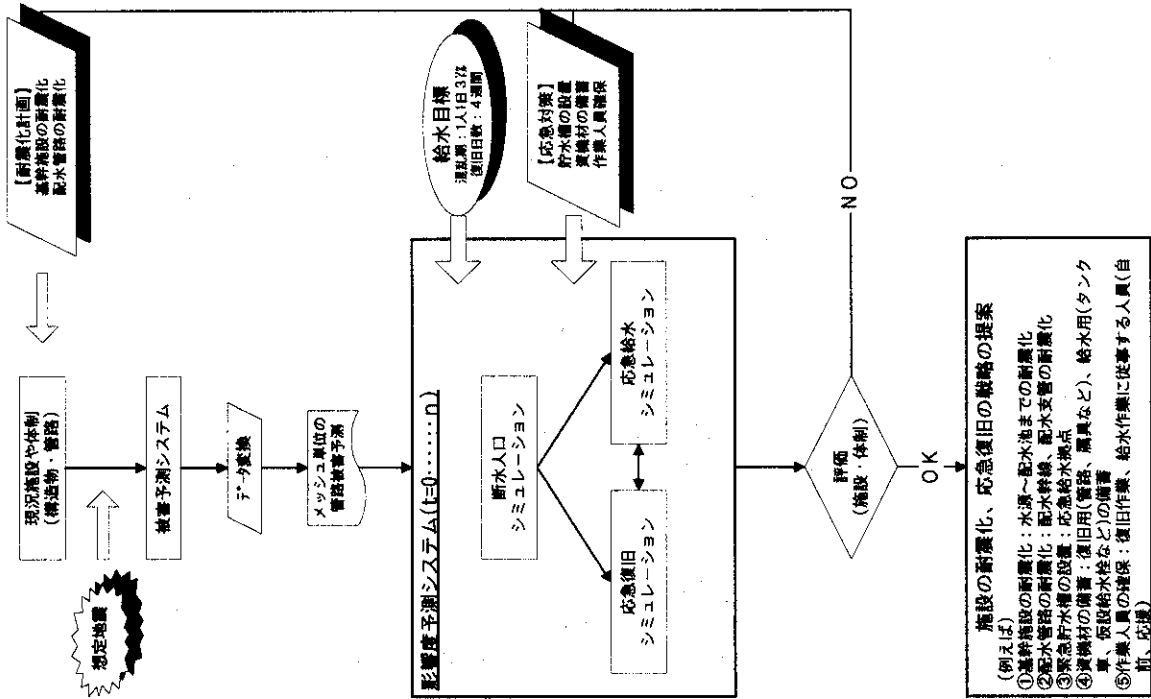 【耐震化計画】
基幹施設の耐震化
配水管路の耐震化
想定地震
現況施設や体制
(構造物・管路)
被害予測システム
データ変換
メッシュ単位の
管路被害予測
給水目標
混乱期：1人1日3㍑
復旧日数：4週間
【応急対策】
貯水槽の設置
資機材の備蓄
作業人員確保
影響度予測システム(t=0・・・・・・n)
断水人口
シミュレーション
応急復旧
シミュレーション
応急給水
シミュレーション
評価
(施設・体制)
NO
OK
施設の耐震化、応急復旧の戦略の提案
(例えば)
①基幹施設の耐震化：水源～配水池までの耐震化
②配水管路の耐震化：配水幹線、配水支管の耐震化
③緊急貯水槽の設置：応急給水拠点
④資機材の備蓄：復旧用(管路、属具など)、給水用(タンク
車、仮設給水栓など)の備蓄
⑤作業人員の確保：復旧作業、給水作業に従事する人員(自
前、応援)